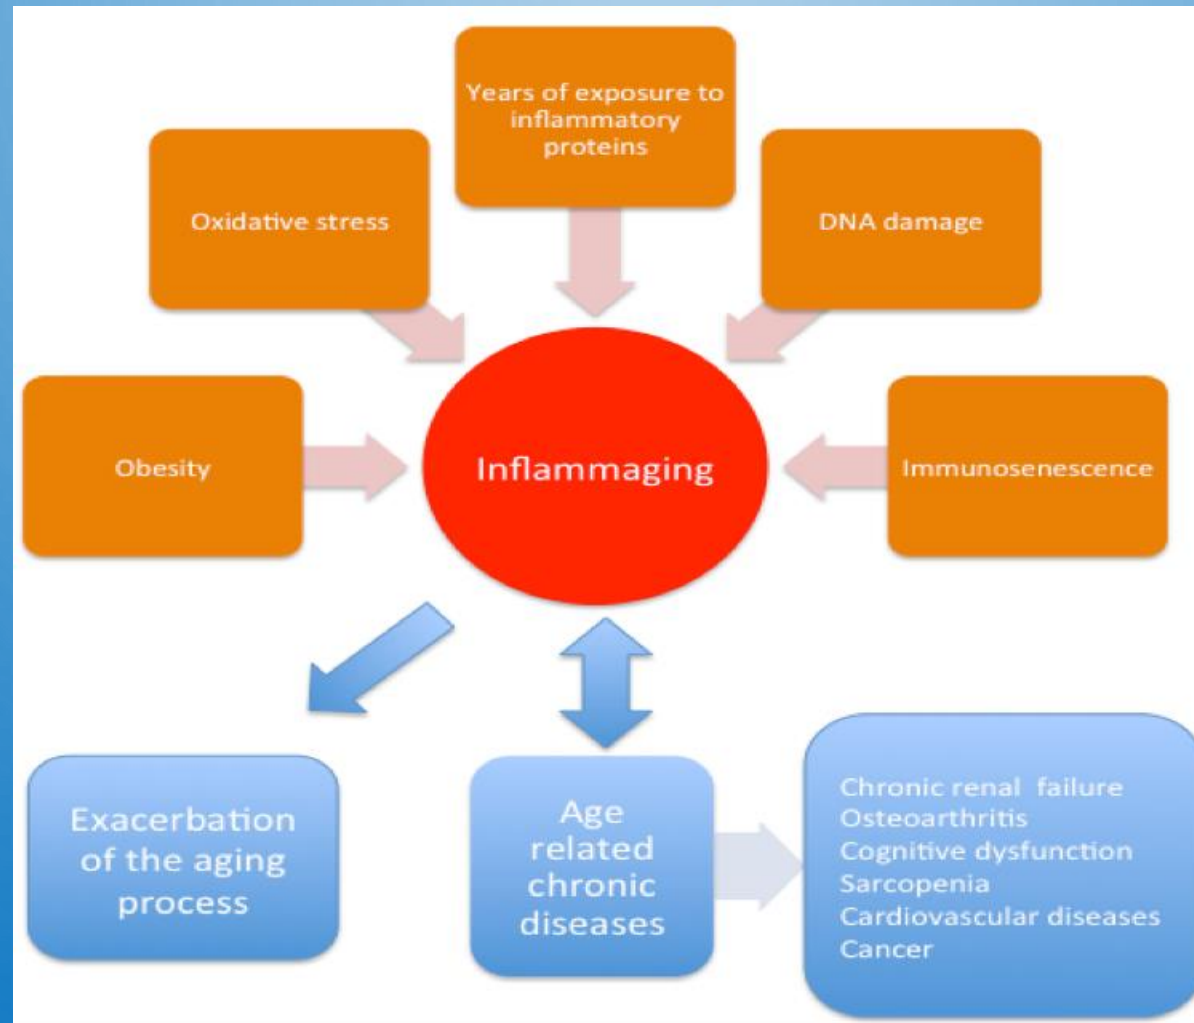 Years of exposure to
inflammatory
proteins
Oxidative stress
DNA damage
Obesity
Inflammaging
Immunosenescence
Exacerbation
of the aging
process
Age
related
chronic
diseases
Chronic renal failure
Osteoarthritis
Cognitive dysfunction
Sarcopenia
Cardiovascular diseases
Cancer